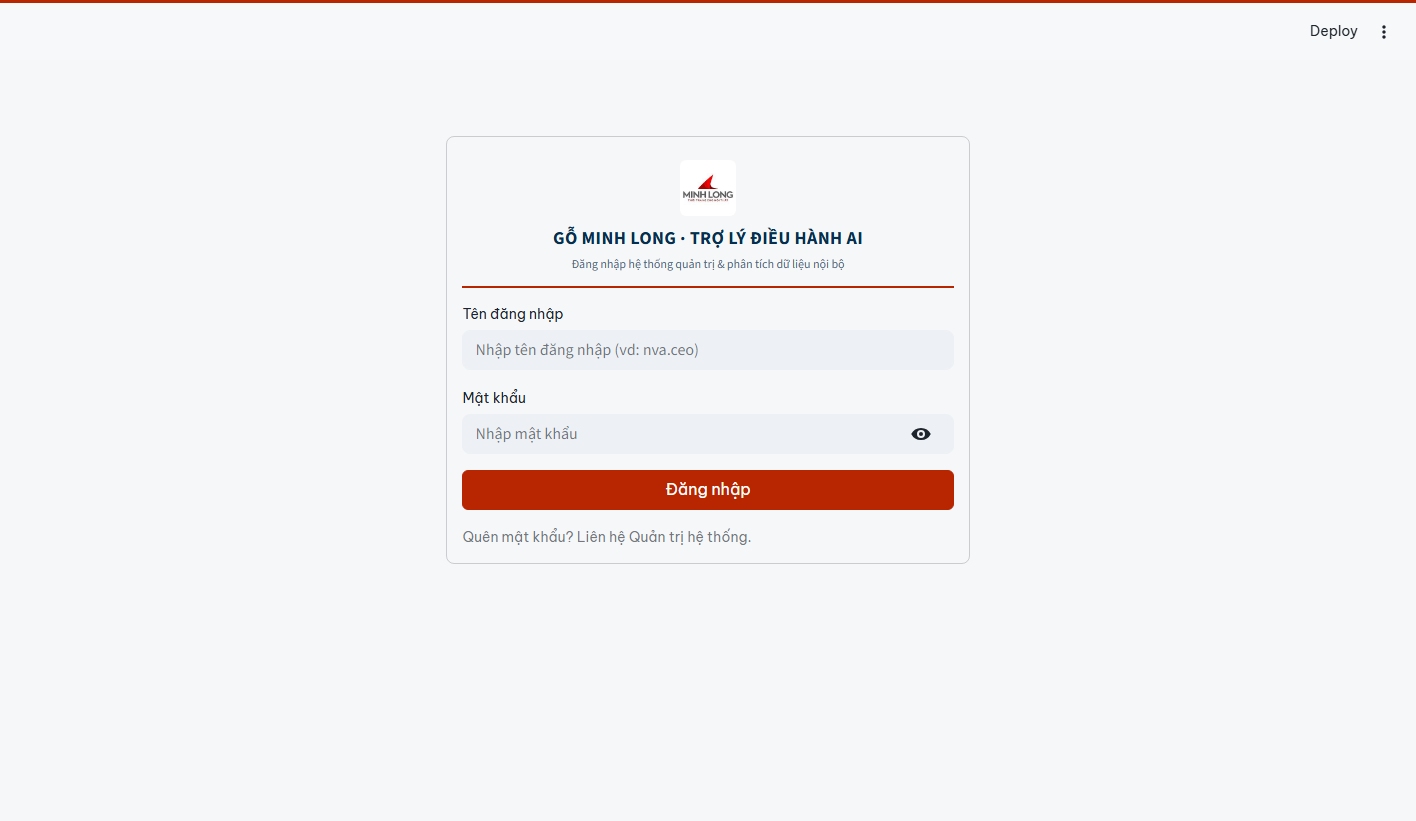 Deploy
MINH LONG
GỖ MINH LONG · TRỢ LÝ ĐIỀU HÀNH AI
Đăng nhập hệ thống quản trị & phân tích dữ liệu nội bộ
Tên đăng nhập
Nhập tên đăng nhập (vd: nva.ceo)
Mật khẩu
Nhập mật khẩu
Đăng nhập
Quên mật khẩu? Liên hệ Quản trị hệ thống.